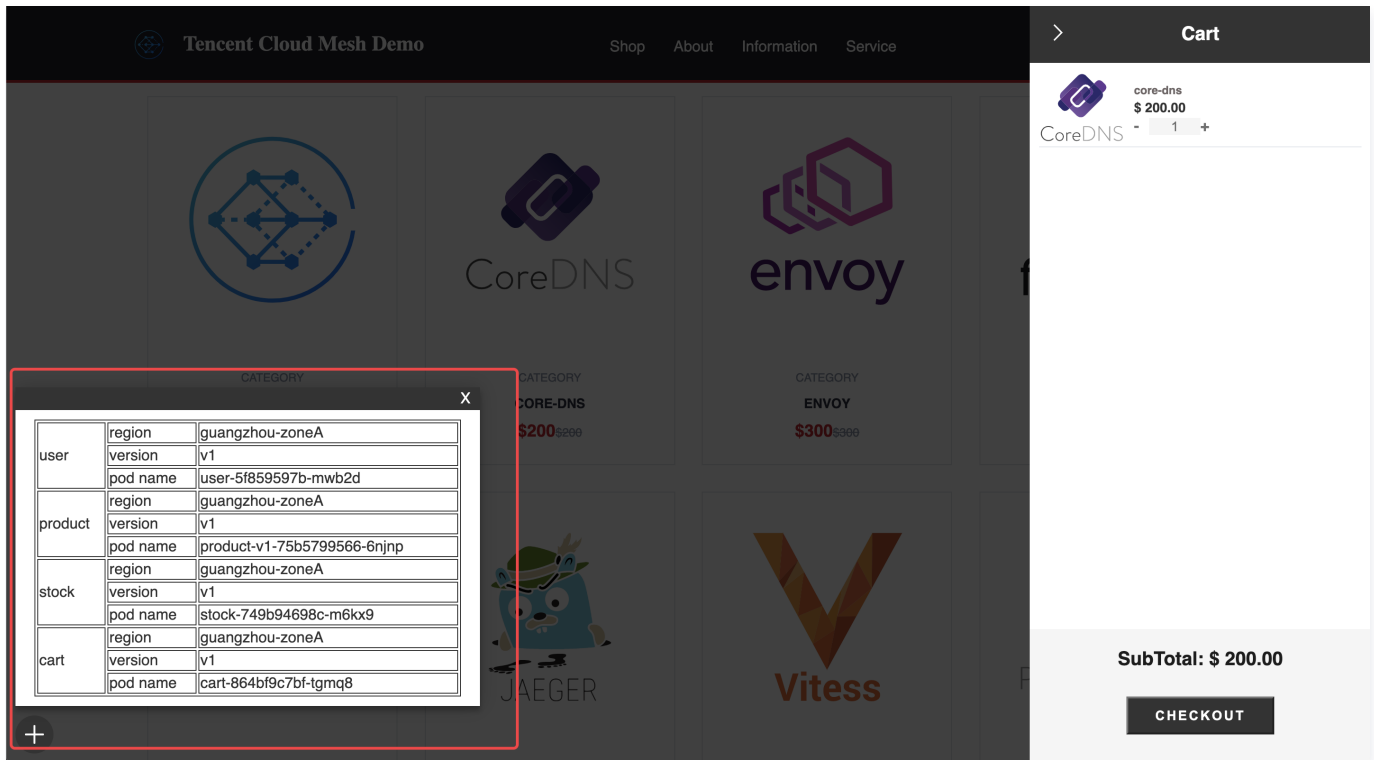 Tencent Cloud Mesh Demo
Shop About Information Service
Cart
core-dns
$ 200.00
- 1 +
CoreDNS
CoreDNS
envoy
CATEGORY
CATEGORY
CORE-DNS
$200$200
CATEGORY
ENVOY
$300$300
X
user
region guangzhou-zoneA
version v1
pod name user-5f859597b-mwb2d
product
region guangzhou-zoneA
version v1
pod name product-v1-75b5799566-6njnp
stock
region guangzhou-zoneA
version v1
pod name stock-749b94698c-m6kx9
cart
region guangzhou-zoneA
version v1
pod name cart-864bf9c7bf-tgmq8
JAEGER
Vitess
SubTotal: $ 200.00
CHECKOUT